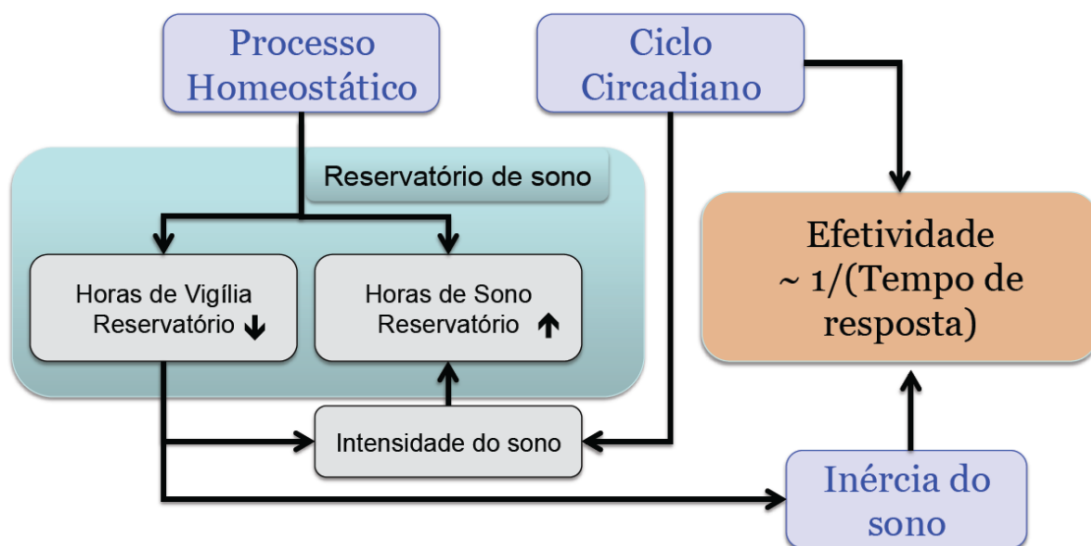 Processo
Homeostático
Ciclo
Circadiano
Reservatório de sono
Horas de Vigília
Reservatório
Horas de Sono
Reservatório
Efetividade
~ 1/(Tempo de
resposta)
Intensidade do sono
Inércia do
sono